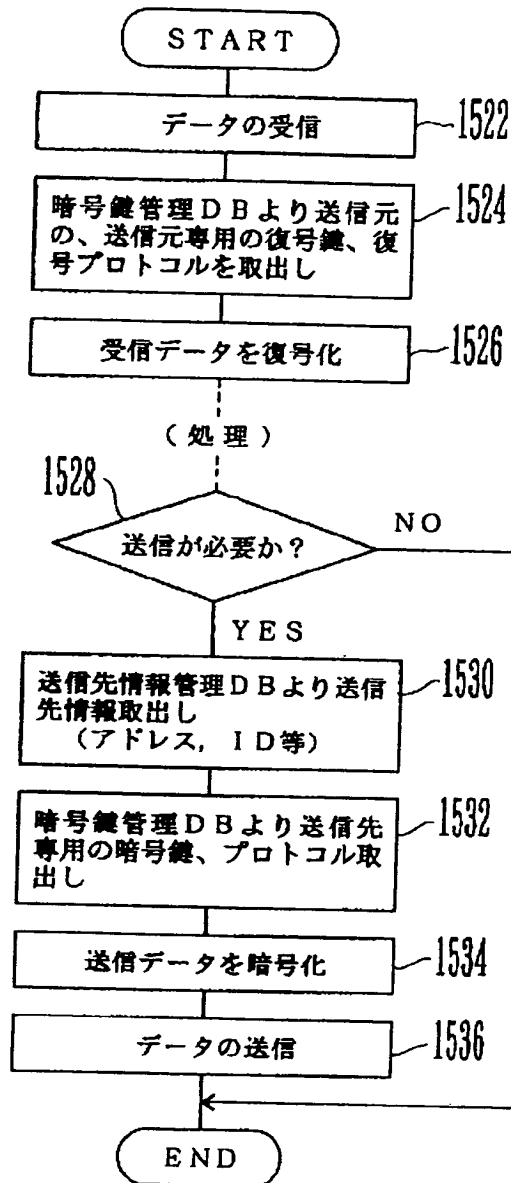 START
データの受信
1522
暗号鍵管理DBより送信元
の、送信元専用の復号鍵、復
号プロトコルを取出し
1524
受信データを復号化
1526
(処理)
1528
送信が必要か?
NO
YES
送信先情報管理DBより送信
先情報取出し
(アドレス, ID等)
1530
暗号鍵管理DBより送信先
専用の暗号鍵、プロトコル取
出し
1532
送信データを暗号化
1534
データの送信
1536
END